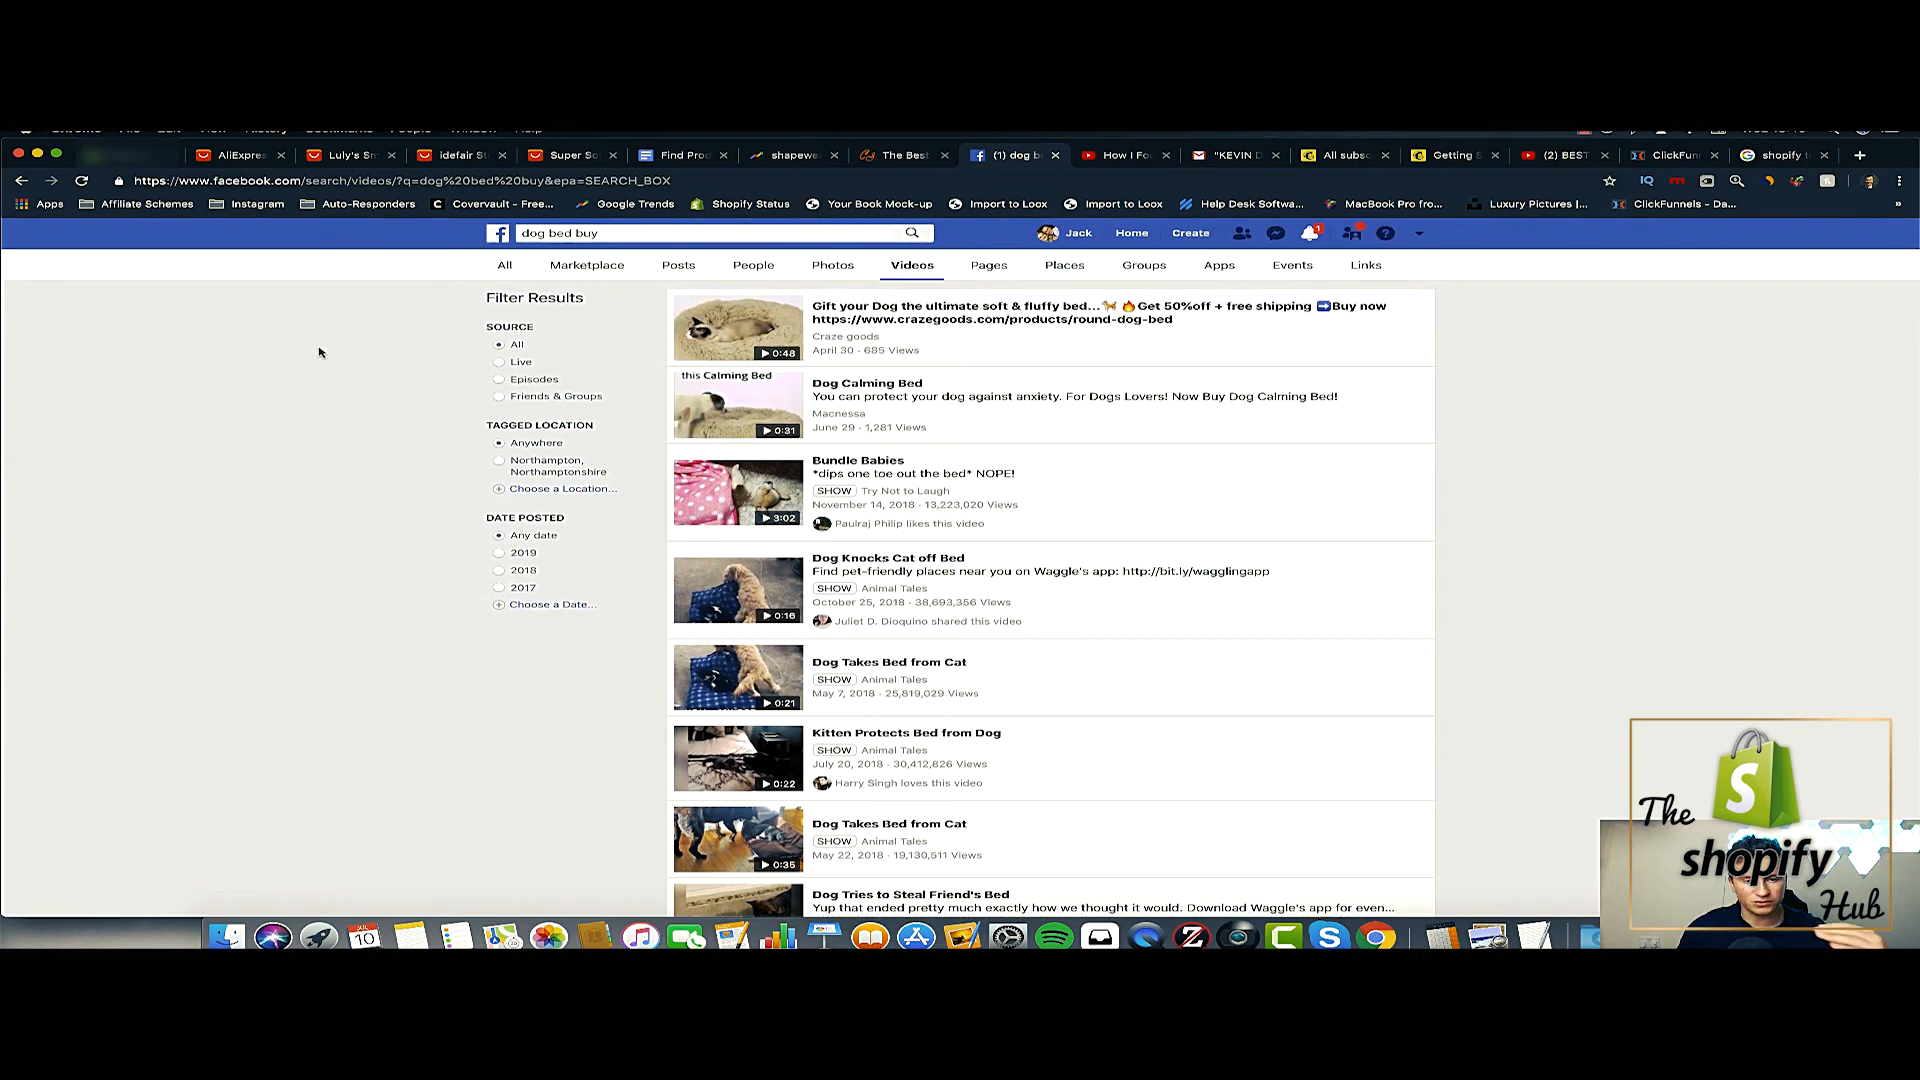 AliExpres
Luly's Sm
idefair St
Super So
Find Prod
shapewe
The Best
(1) dog b
How I Fo
"KEVIN D
All subsc
Getting S
(2) BEST
ClickFun
shopify t
https://www.facebook.com/search/videos/?q=dog%20bed%20buy&epa=SEARCH_BOX
Apps
Affiliate Schemes
Instagram
Auto-Responders
Covervault - Free...
Google Trends
Shopify Status
Your Book Mock-up
Import to Loox
Import to Loox
Help Desk Softwa...
MacBook Pro fro...
Luxury Pictures |...
ClickFunnels - Da...
dog bed buy
Jack
Home
Create
1
All
Marketplace
Posts
People
Photos
Videos
Pages
Places
Groups
Apps
Events
Links
Filter Results
SOURCE
All
Live
Episodes
Friends & Groups
TAGGED LOCATION
Anywhere
Northampton,
Northamptonshire
Choose a Location...
DATE POSTED
Any date
2019
2018
2017
Choose a Date...
0:48
Gift your Dog the ultimate soft & fluffy bed...🐕 🔥Get 50%off + free shipping ➡Buy now
https://www.crazegoods.com/products/round-dog-bed
Craze goods
April 30 · 685 Views
this Calming Bed
0:31
Dog Calming Bed
You can protect your dog against anxiety. For Dogs Lovers! Now Buy Dog Calming Bed!
Macnessa
June 29 · 1,281 Views
3:02
Bundle Babies
*dips one toe out the bed* NOPE!
SHOW Try Not to Laugh
November 14, 2018 · 13,223,020 Views
Paulraj Philip likes this video
0:16
Dog Knocks Cat off Bed
Find pet-friendly places near you on Waggle's app: http://bit.ly/wagglingapp
SHOW Animal Tales
October 25, 2018 · 38,693,356 Views
Juliet D. Dioquino shared this video
0:21
Dog Takes Bed from Cat
SHOW Animal Tales
May 7, 2018 · 25,819,029 Views
0:22
Kitten Protects Bed from Dog
SHOW Animal Tales
July 20, 2018 · 30,412,826 Views
Harry Singh loves this video
0:35
Dog Takes Bed from Cat
SHOW Animal Tales
May 22, 2018 · 19,130,511 Views
Dog Tries to Steal Friend's Bed
Yup that ended pretty much exactly how we thought it would. Download Waggle's app for even...
The
shopify
Hub
JUL
10